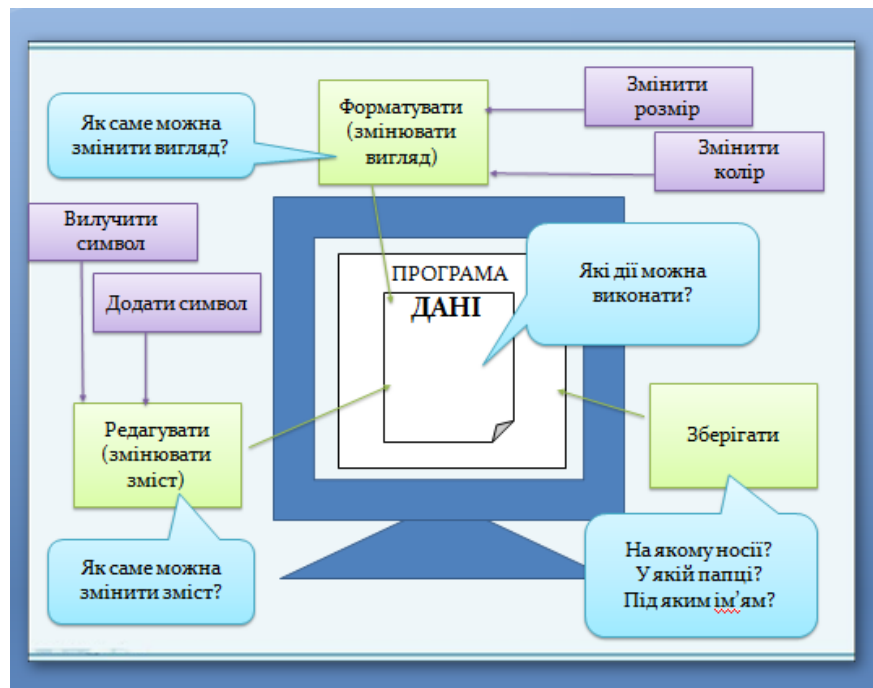 Змінити
розмір
Форматувати
(змінювати
вигляд)
Як саме можна
змінити вигляд?
Змінити
колір
Вилучити
символ
ПРОГРАМА
ДАНІ
Які дії можна
виконати?
Додати символ
Редагувати
(змінювати
зміст)
Зберігати
Як саме можна
змінити зміст?
На якому носії?
У якій папці?
Під яким ім'ям?